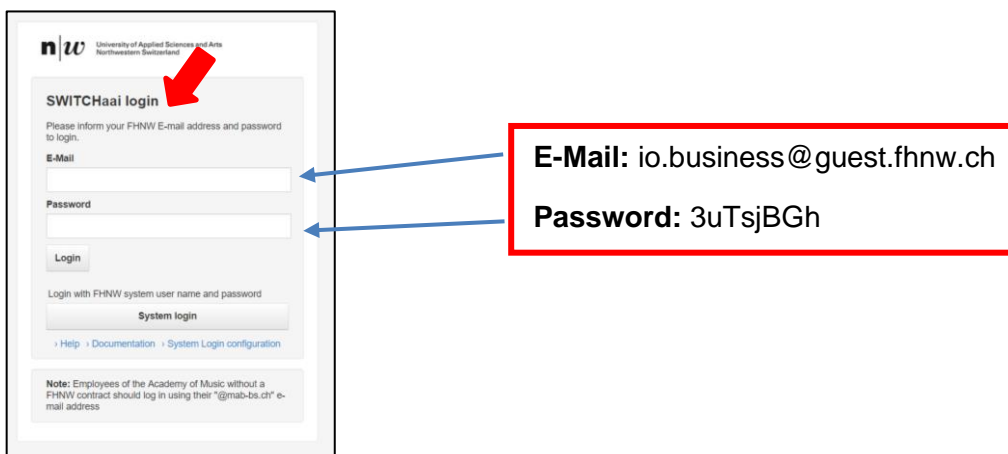 n|w University of Applied Sciences and Arts
Northwestern Switzerland
SWITCHaai login
Please inform your FHNW E-mail address and password
to login.
E-Mail
Password
Login
Login with FHNW system user name and password
System login
› Help › Documentation › System Login configuration
Note: Employees of the Academy of Music without a
FHNW contract should log in using their "@mab-bs.ch" e-
mail address
E-Mail: io.business@guest.fhnw.ch
Password: 3uTsjBGh